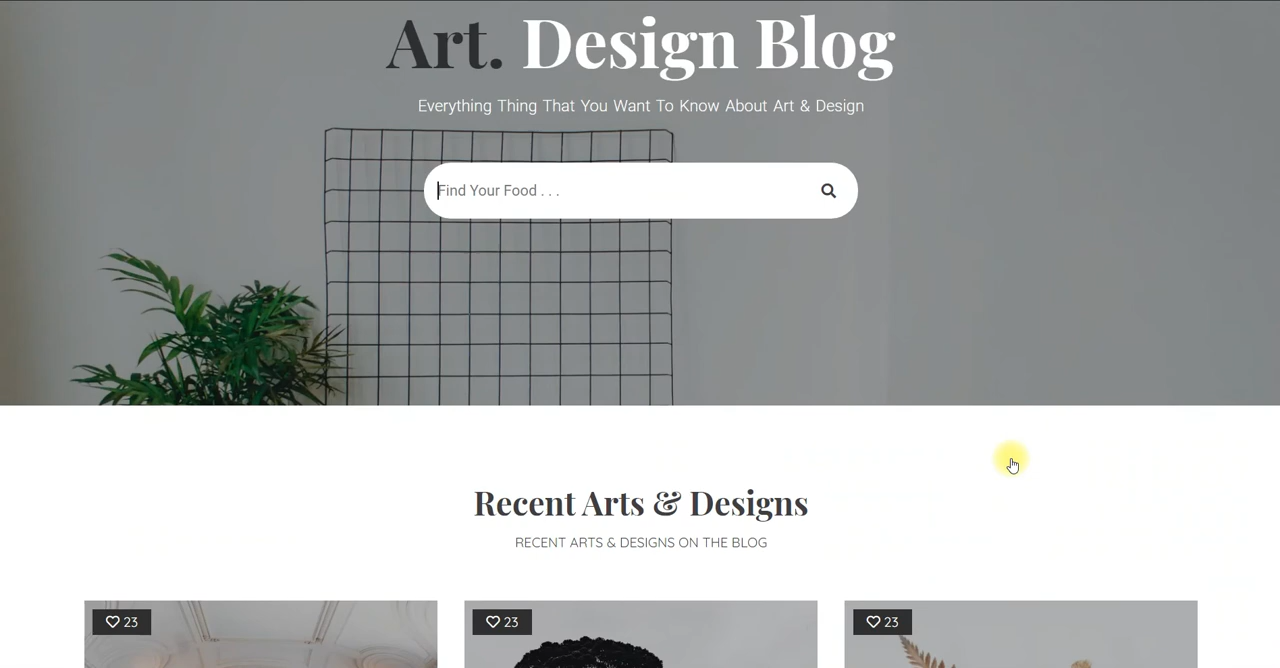 Art. Design Blog
Everything Thing That You Want To Know About Art & Design
Find Your Food . . .
Recent Arts & Designs
RECENT ARTS & DESIGNS ON THE BLOG
23 23 23